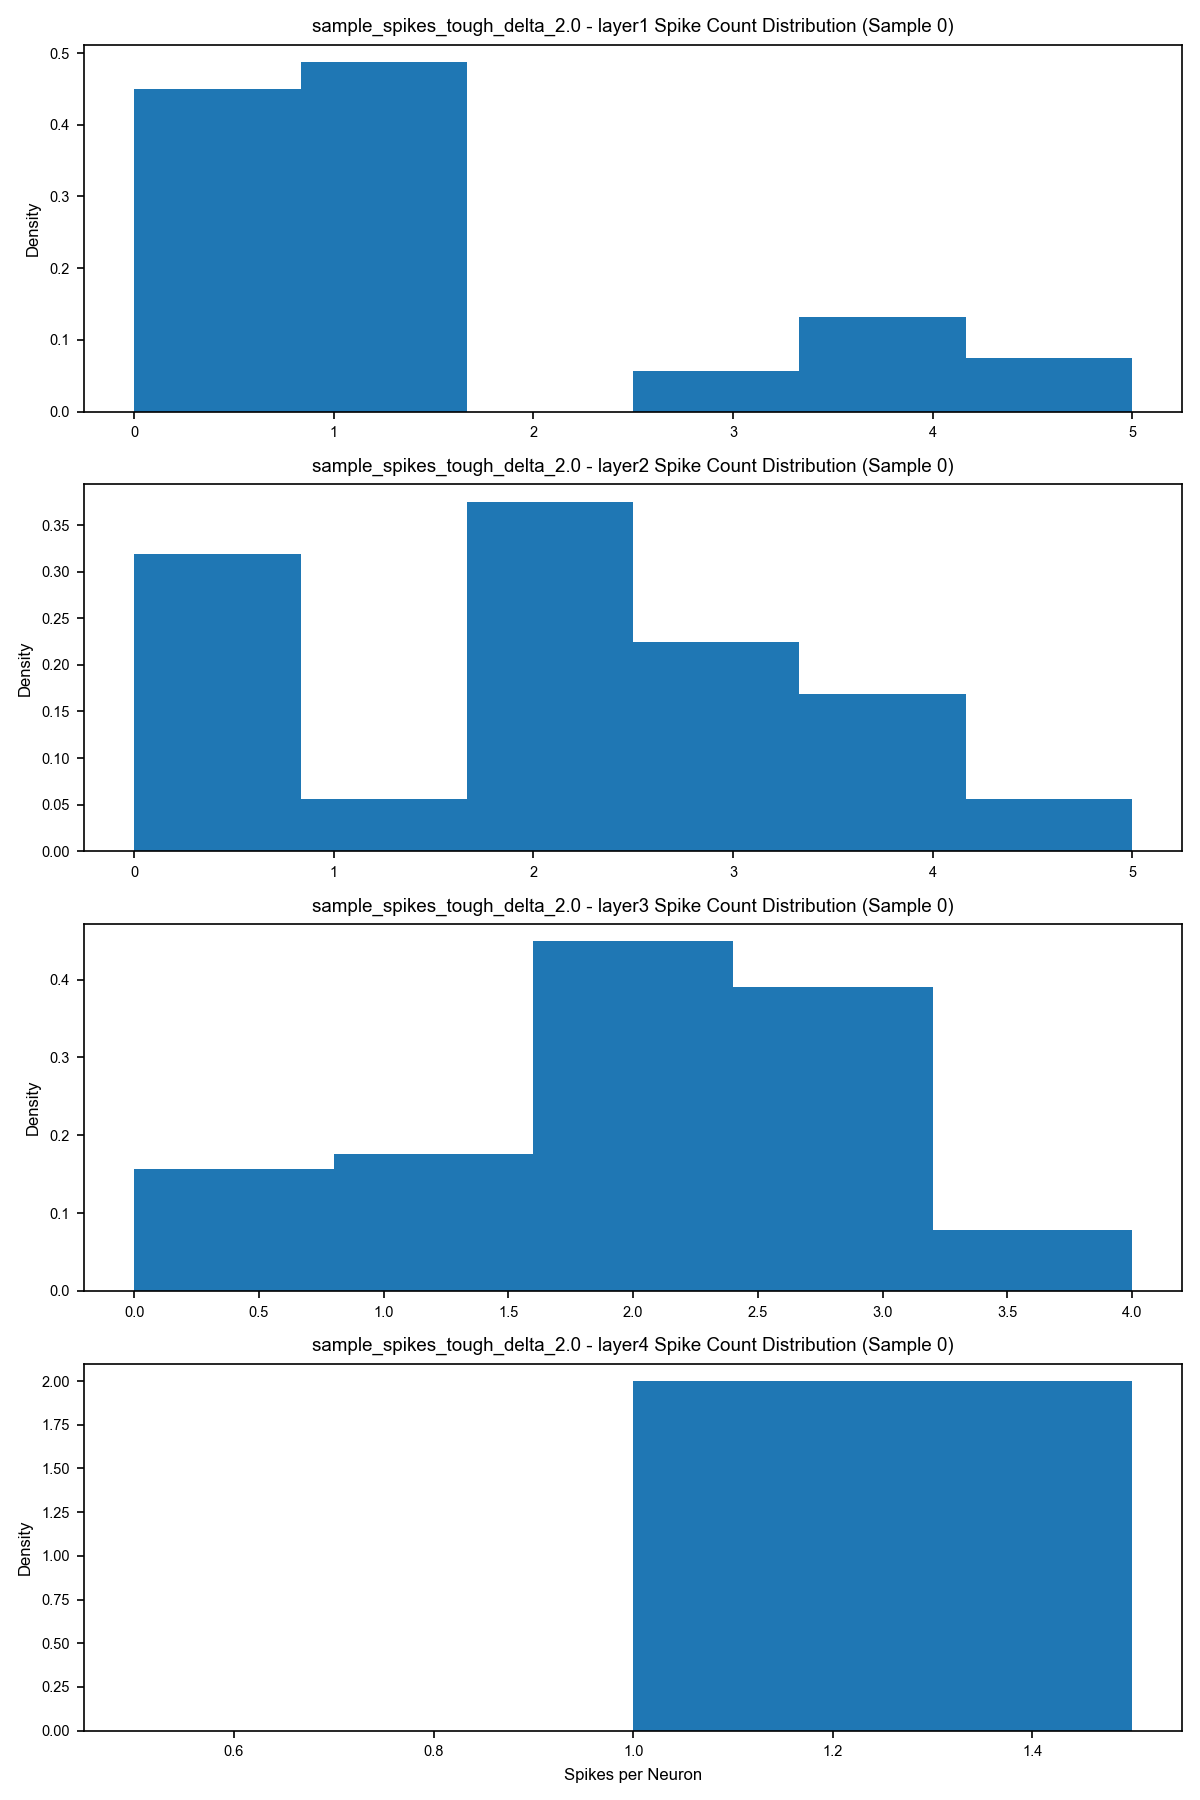 sample_spikes_tough_delta_2.0 - layer1 Spike Count Distribution (Sample 0)
0.5
0.4
0.3
0.2
0.1
0.0
Density
0 1 2 3 4 5
sample_spikes_tough_delta_2.0 - layer2 Spike Count Distribution (Sample 0)
0.35
0.30
0.25
0.20
0.15
0.10
0.05
0.00
Density
0 1 2 3 4 5
sample_spikes_tough_delta_2.0 - layer3 Spike Count Distribution (Sample 0)
0.4
0.3
0.2
0.1
0.0
Density
0.0 0.5 1.0 1.5 2.0 2.5 3.0 3.5 4.0
sample_spikes_tough_delta_2.0 - layer4 Spike Count Distribution (Sample 0)
2.00
1.75
1.50
1.25
1.00
0.75
0.50
0.25
0.00
Density
0.6 0.8 1.0 1.2 1.4
Spikes per Neuron